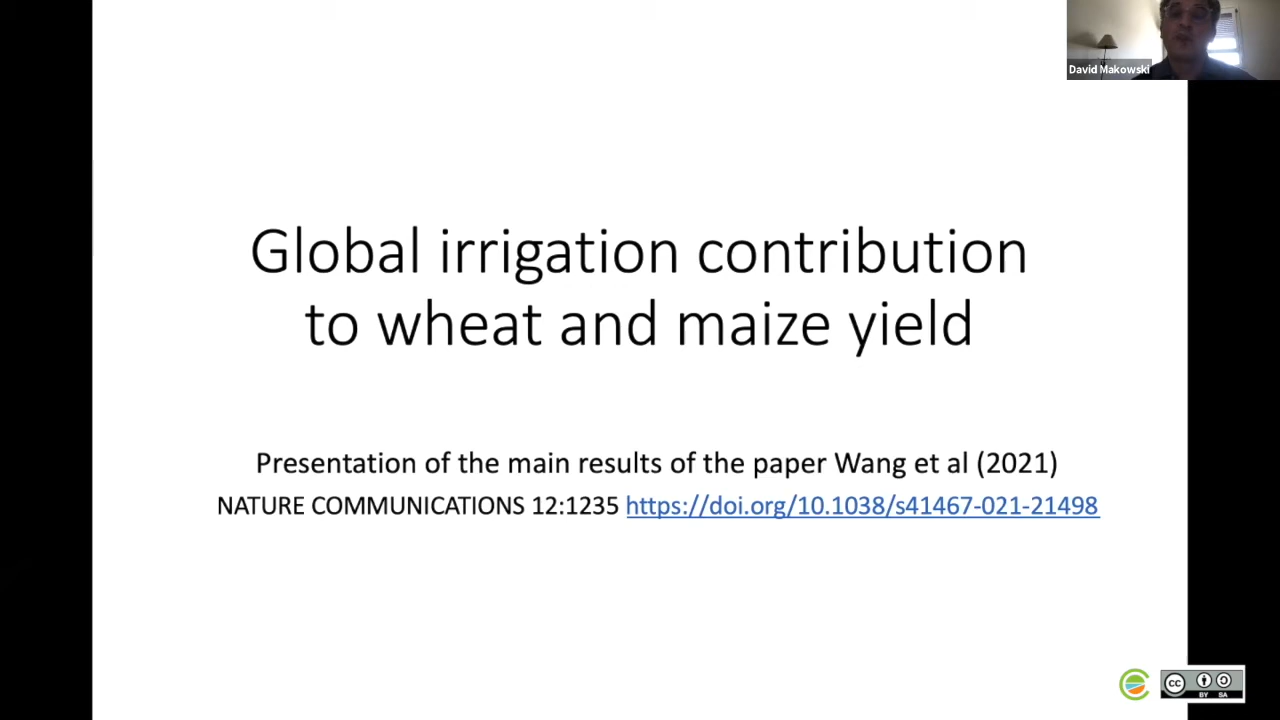 David Makowski
Global irrigation contribution
to wheat and maize yield
Presentation of the main results of the paper Wang et al (2021)
NATURE COMMUNICATIONS 12:1235 https://doi.org/10.1038/s41467-021-21498
cc
BY SA